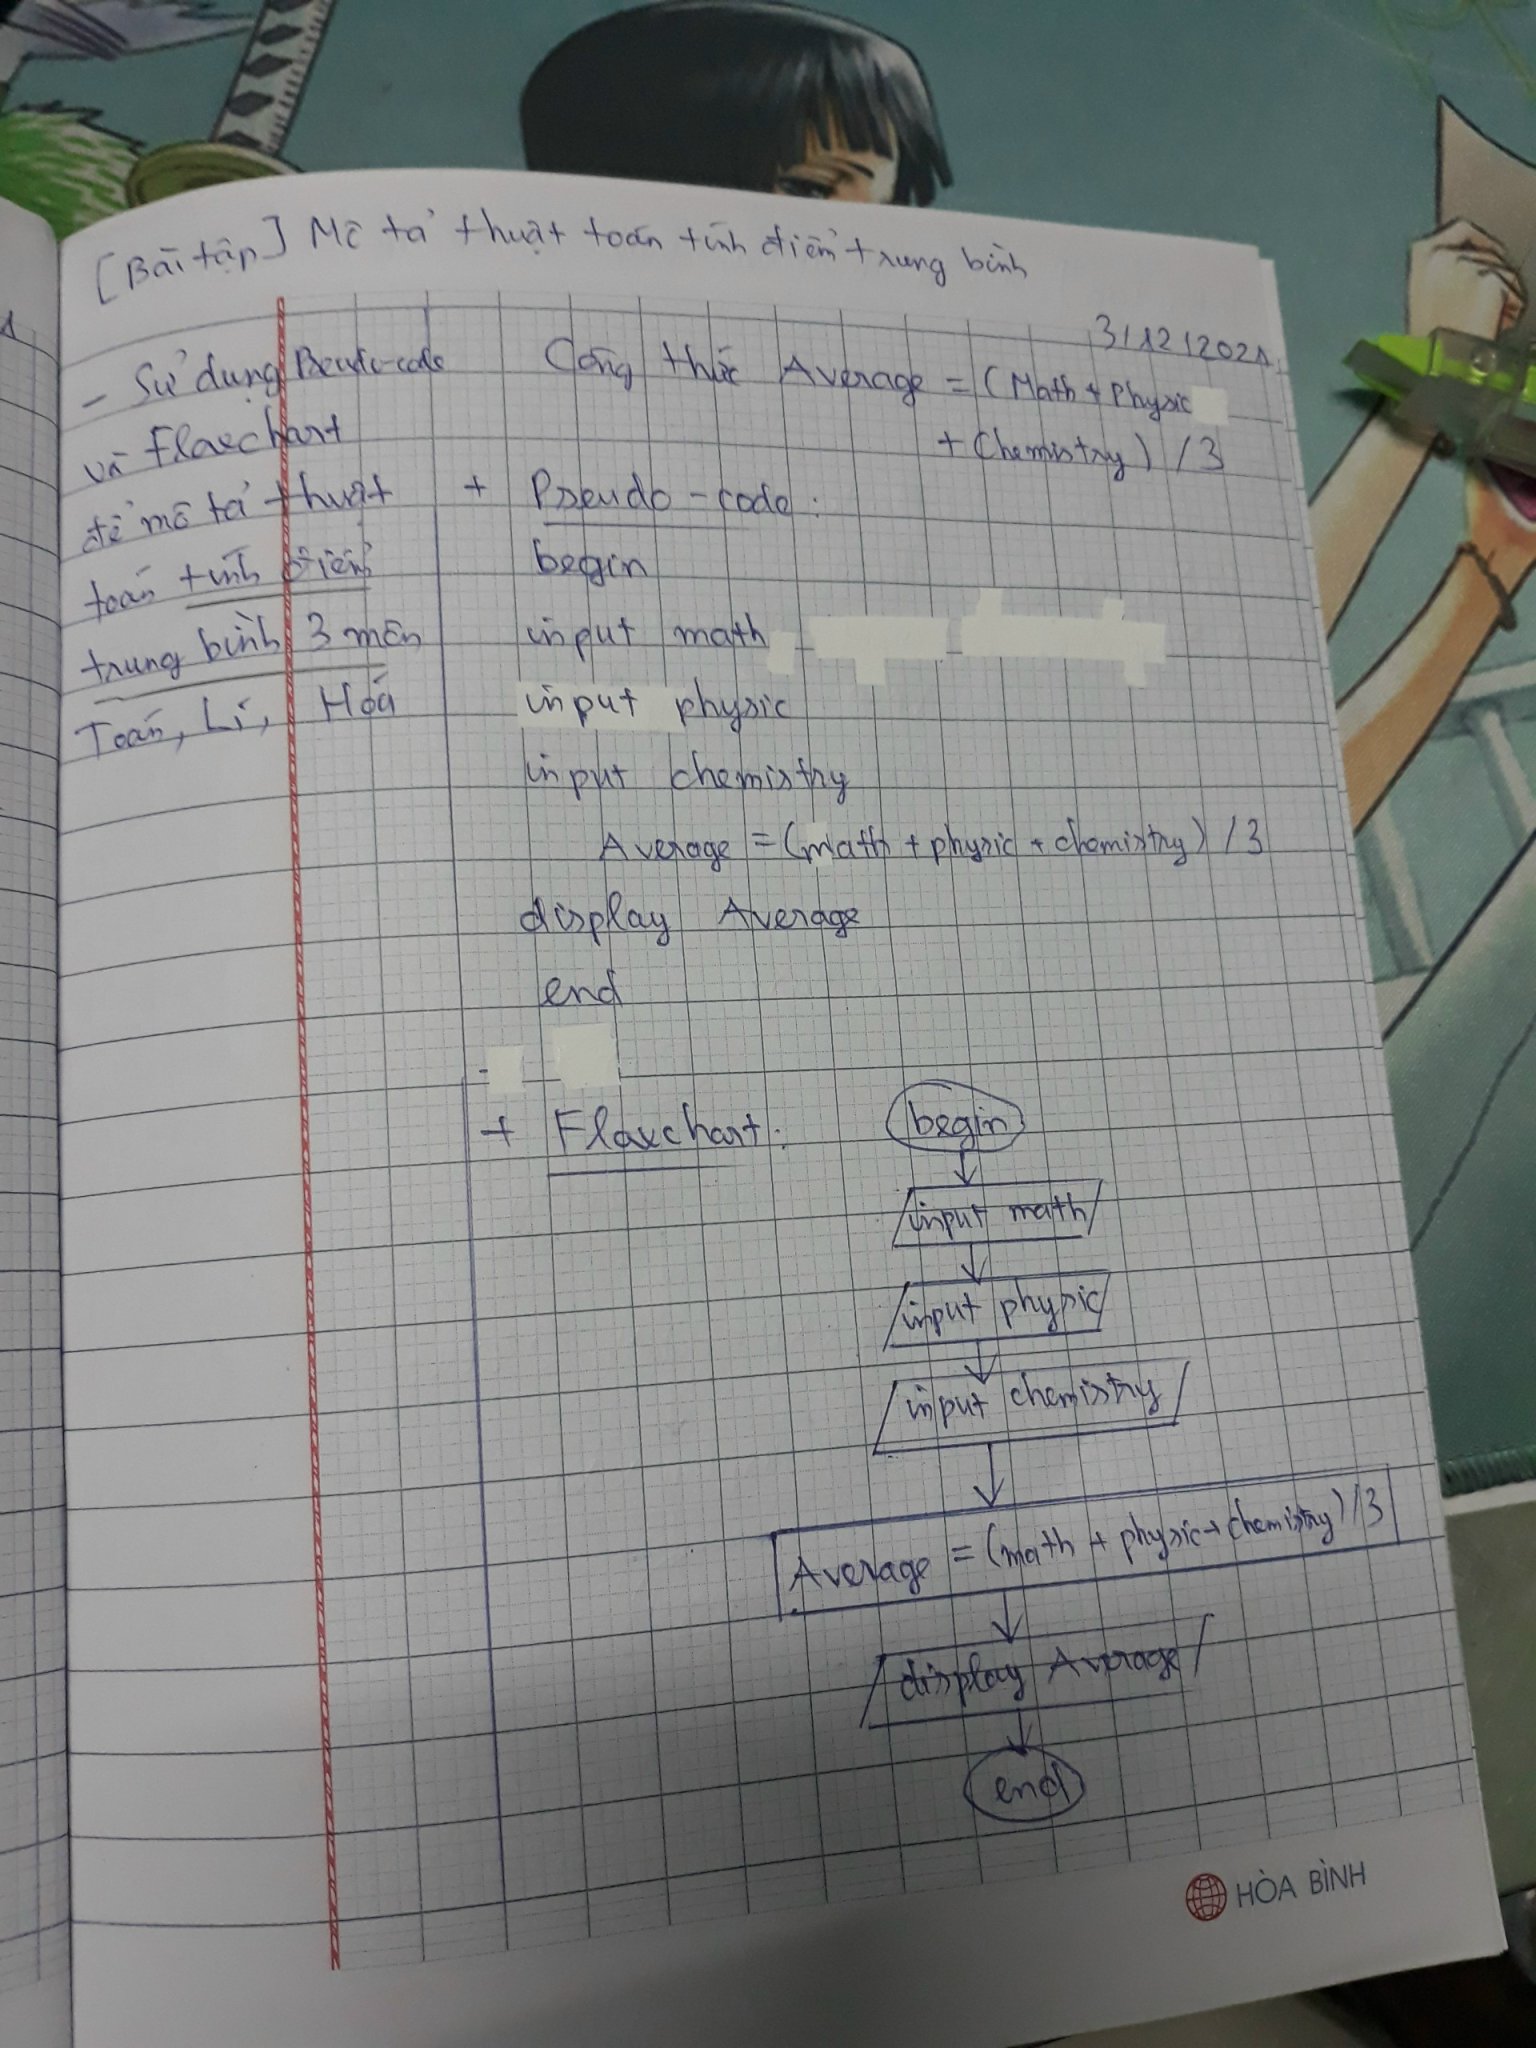 [Bài tập] Mô tả thuật toán tính điểm trung bình
3/12/2021
- Sử dụng Pseudo-code
và Flowchart
để mô tả thuật
toán tính điểm
trung bình 3 môn
Toán, Lí, Hoá
Công thức Average = (Math + Physic
+ Chemistry) / 3
+ Pseudo-code:
begin
input math
input physic
input chemistry
Average = (math + physic + chemistry) / 3
display Average
end
+ Flowchart:
begin
input math
input physic
input chemistry
Average = (math + physic + chemistry) / 3
display Average
end
HÒA BÌNH